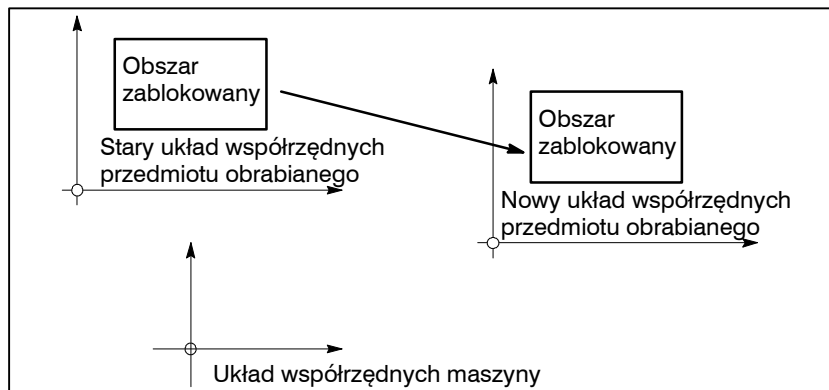 Obszar
zablokowany
Stary układ współrzędnych
przedmiotu obrabianego
Obszar
zablokowany
Nowy układ współrzędnych
przedmiotu obrabianego
Układ współrzędnych maszyny